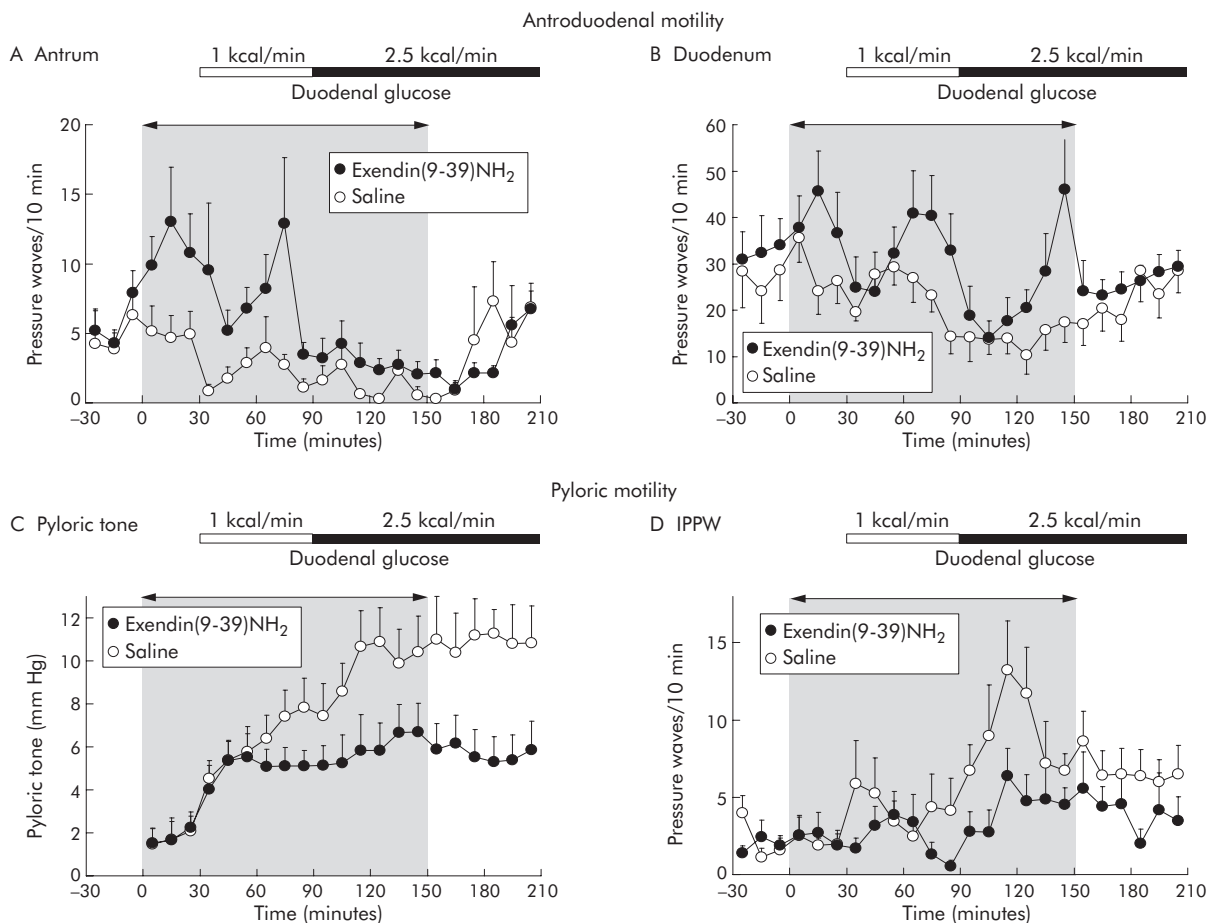 Antroduodenal motility
A Antrum
1 kcal/min 2.5 kcal/min
Duodenal glucose
20
15
10
5
0
Pressure waves/10 min
Exendin(9-39)NH2
Saline
–30 0 30 60 90 120 150 180 210
Time (minutes)
B Duodenum
1 kcal/min 2.5 kcal/min
Duodenal glucose
60
50
40
30
20
10
0
Pressure waves/10 min
Exendin(9-39)NH2
Saline
–30 0 30 60 90 120 150 180 210
Time (minutes)
Pyloric motility
C Pyloric tone
1 kcal/min 2.5 kcal/min
Duodenal glucose
12
10
8
6
4
2
0
Pyloric tone (mm Hg)
Exendin(9-39)NH2
Saline
–30 0 30 60 90 120 150 180 210
Time (minutes)
D IPPW
1 kcal/min 2.5 kcal/min
Duodenal glucose
15
10
5
0
Pressure waves/10 min
Exendin(9-39)NH2
Saline
–30 0 30 60 90 120 150 180 210
Time (minutes)